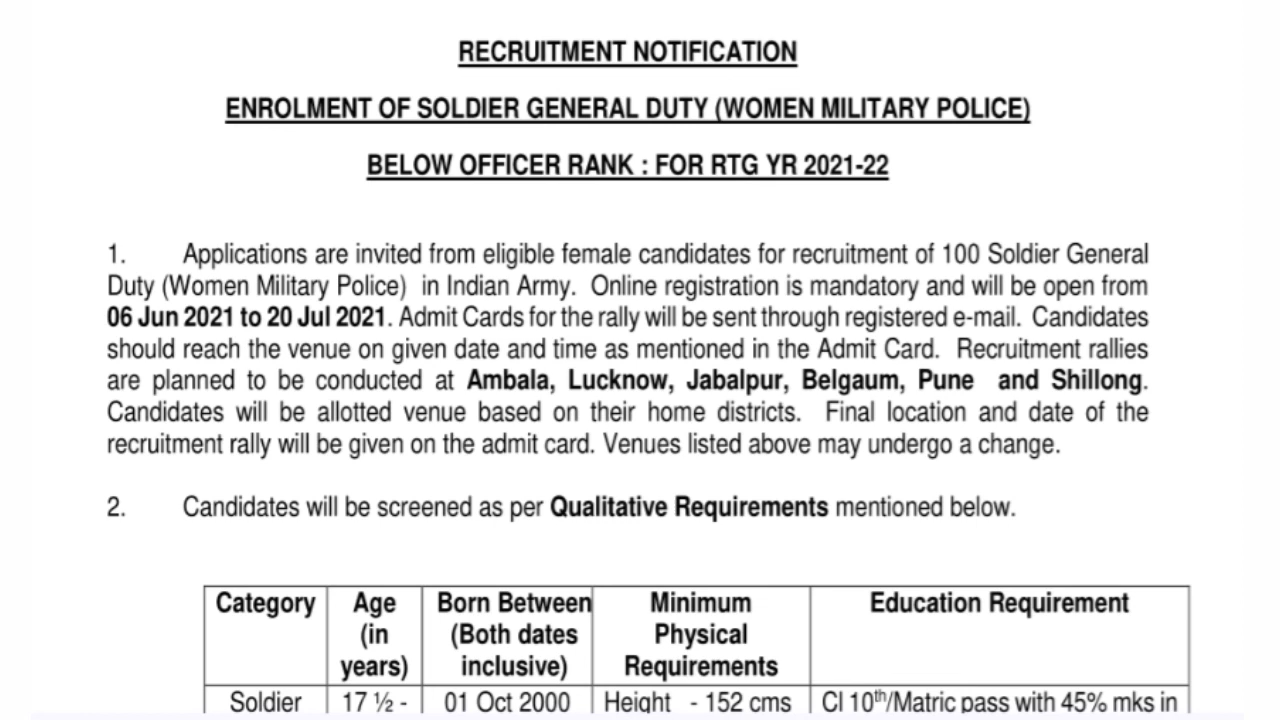 RECRUITMENT NOTIFICATION
ENROLMENT OF SOLDIER GENERAL DUTY (WOMEN MILITARY POLICE)
BELOW OFFICER RANK : FOR RTG YR 2021-22
1. Applications are invited from eligible female candidates for recruitment of 100 Soldier General
Duty (Women Military Police) in Indian Army. Online registration is mandatory and will be open from
06 Jun 2021 to 20 Jul 2021. Admit Cards for the rally will be sent through registered e-mail. Candidates
should reach the venue on given date and time as mentioned in the Admit Card. Recruitment rallies
are planned to be conducted at Ambala, Lucknow, Jabalpur, Belgaum, Pune and Shillong.
Candidates will be allotted venue based on their home districts. Final location and date of the
recruitment rally will be given on the admit card. Venues listed above may undergo a change.
2. Candidates will be screened as per Qualitative Requirements mentioned below.
Category Age Born Between Minimum Education Requirement
(in (Both dates Physical
years) inclusive) Requirements
Soldier 17 ½ - 01 Oct 2000 Height - 152 cms Cl 10th/Matric pass with 45% mks in